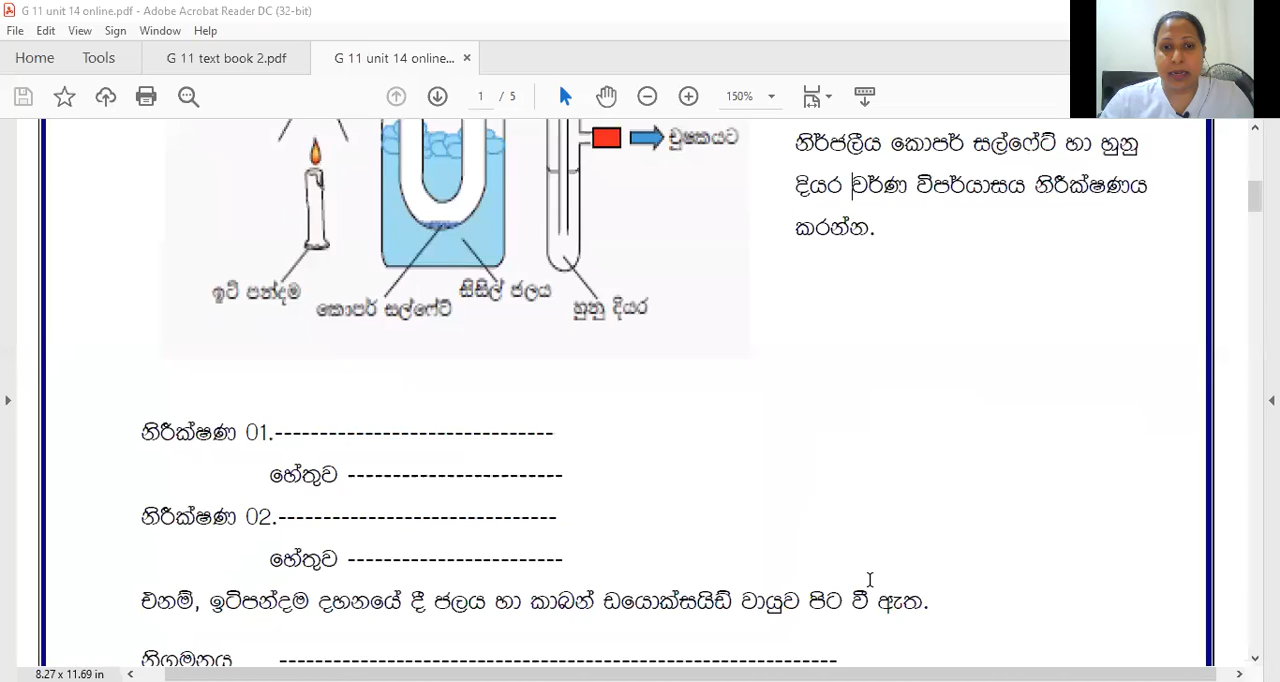 G 11 unit 14 online.pdf - Adobe Acrobat Reader DC (32-bit)
File Edit View Sign Window Help
Home Tools G 11 text book 2.pdf G 11 unit 14 online... ×
1 / 5 150%
චූෂකයට
නිර්ජලීය කොපර් සල්ෆේට් හා හුනු
දියර වර්ණ විපර්යාසය නිරීක්ෂණය
කරන්න.
ඉටි පන්දම
කොපර් සල්ෆේට්
සිසිල් ජලය
හුනු දියර
නිරීක්ෂණ 01.-------------------------------
හේතුව ------------------------
නිරීක්ෂණ 02.-------------------------------
හේතුව ------------------------
එනම්, ඉටිපන්දම දහනයේ දී ජලය හා කාබන් ඩයොක්සයිඩ් වායුව පිට වී ඇත.
නිගමනය --------------------------------------------------------------
8.27 x 11.69 in